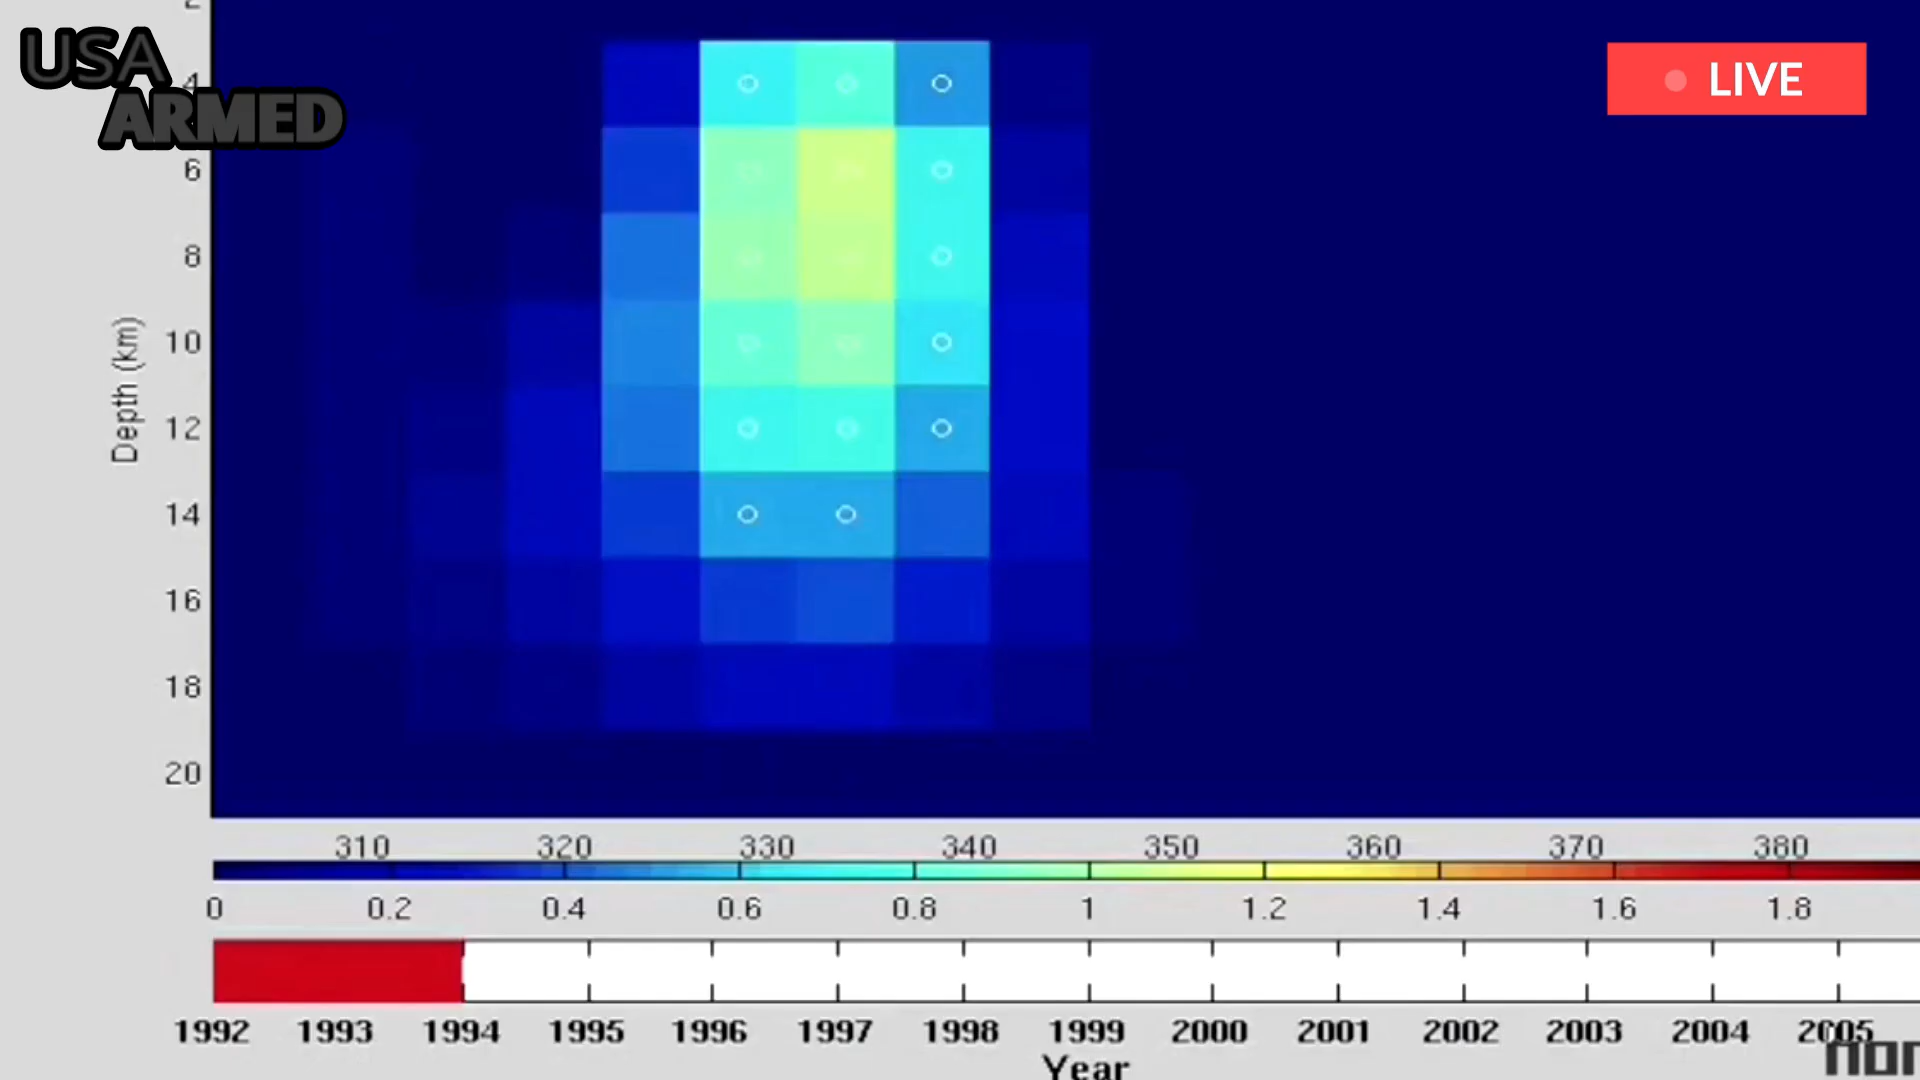 USA
ARMED
LIVE
2
4
6
8
10
12
14
16
18
20
Depth (km)
310 320 330 340 350 360 370 380
0 0.2 0.4 0.6 0.8 1 1.2 1.4 1.6 1.8
1992 1993 1994 1995 1996 1997 1998 1999 2000 2001 2002 2003 2004 2005
Year